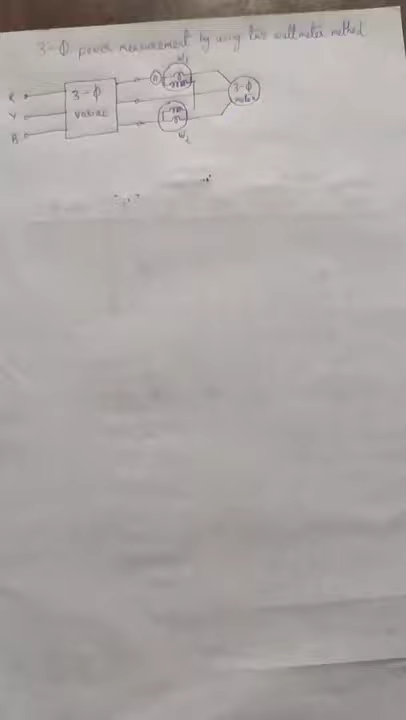 3-Φ power measurement by using two wattmeter method
W1
R
3-Φ
variac
A
3-Φ
motor
Y
B
W2